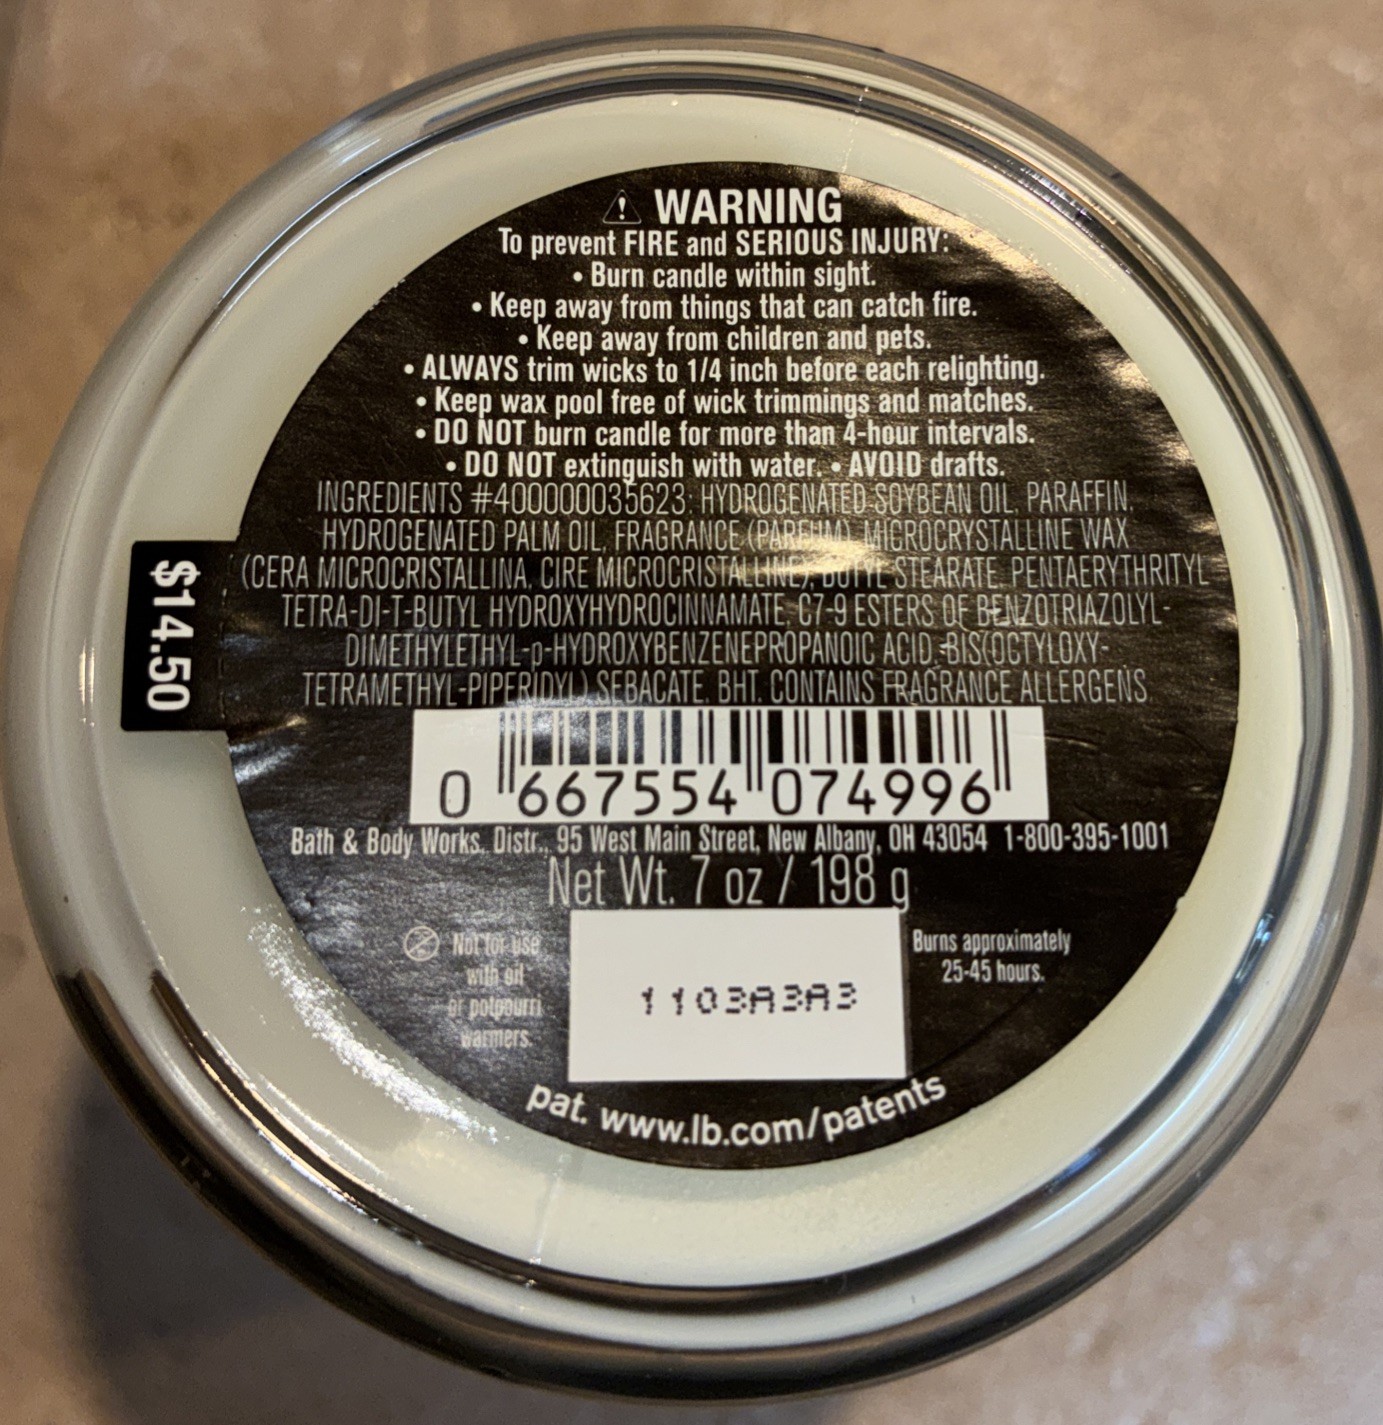 WARNING
To prevent FIRE and SERIOUS INJURY:
• Burn candle within sight.
• Keep away from things that can catch fire.
• Keep away from children and pets.
• ALWAYS trim wicks to 1/4 inch before each relighting.
• Keep wax pool free of wick trimmings and matches.
• DO NOT burn candle for more than 4-hour intervals.
• DO NOT extinguish with water. • AVOID drafts.
INGREDIENTS #400000035623: HYDROGENATED SOYBEAN OIL, PARAFFIN,
HYDROGENATED PALM OIL, FRAGRANCE (PARFUM), MICROCRYSTALLINE WAX
(CERA MICROCRISTALLINA, CIRE MICROCRISTALLINE), BUTYL STEARATE, PENTAERYTHRITYL
TETRA-DI-T-BUTYL HYDROXYHYDROCINNAMATE, C7-9 ESTERS OF BENZOTRIAZOLYL-
DIMETHYLETHYL-p-HYDROXYBENZENEPROPANOIC ACID, BIS(OCTYLOXY-
TETRAMETHYL-PIPERIDYL) SEBACATE, BHT. CONTAINS FRAGRANCE ALLERGENS.
$14.50
0 667554 074996
Bath & Body Works, Distr., 95 West Main Street, New Albany, OH 43054 1-800-395-1001
Net Wt. 7 oz / 198 g
Not for use
with oil
or potpourri
warmers.
1103A3A3
Burns approximately
25-45 hours.
pat. www.lb.com/patents